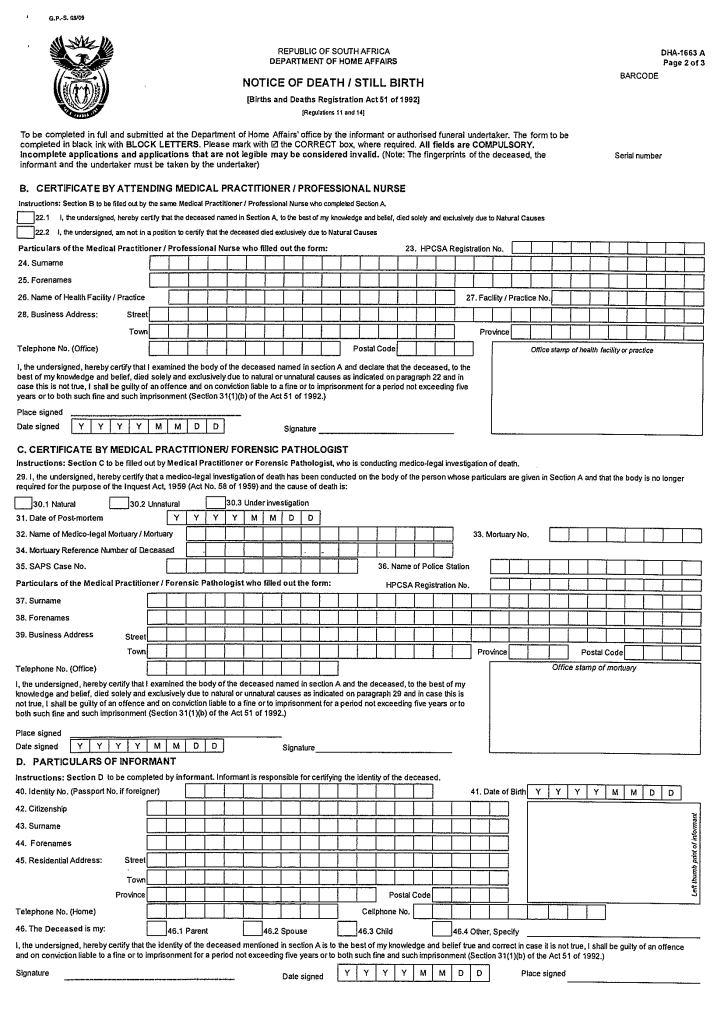 G.P.-S. 03/09
REPUBLIC OF SOUTH AFRICA
DEPARTMENT OF HOME AFFAIRS
DHA-1663 A
Page 2 of 3
BARCODE
NOTICE OF DEATH / STILL BIRTH
[Births and Deaths Registration Act 51 of 1992]
[Regulations 11 and 14]
To be completed in full and submitted at the Department of Home Affairs' office by the informant or authorised funeral undertaker. The form to be
completed in black ink with BLOCK LETTERS. Please mark with ☑ the CORRECT box, where required. All fields are COMPULSORY.
Incomplete applications and applications that are not legible may be considered invalid. (Note: The fingerprints of the deceased, the
informant and the undertaker must be taken by the undertaker)
Serial number
B. CERTIFICATE BY ATTENDING MEDICAL PRACTITIONER / PROFESSIONAL NURSE
Instructions: Section B to be filled out by the same Medical Practitioner / Professional Nurse who completed Section A.
22.1 I, the undersigned, hereby certify that the deceased named in Section A, to the best of my knowledge and belief, died solely and exclusively due to Natural Causes
22.2 I, the undersigned, am not in a position to certify that the deceased died exclusively due to Natural Causes
Particulars of the Medical Practitioner / Professional Nurse who filled out the form: 23. HPCSA Registration No.
24. Surname
25. Forenames
26. Name of Health Facility / Practice 27. Facility / Practice No.
28. Business Address: Street
Town Province
Telephone No. (Office) Postal Code
Office stamp of health facility or practice
I, the undersigned, hereby certify that I examined the body of the deceased named in section A and declare that the deceased, to the
best of my knowledge and belief, died solely and exclusively due to natural or unnatural causes as indicated on paragraph 22 and in
case this is not true, I shall be guilty of an offence and on conviction liable to a fine or to imprisonment for a period not exceeding five
years or to both such fine and such imprisonment (Section 31(1)(b) of the Act 51 of 1992.)
Place signed
Date signed Y Y Y Y M M D D Signature
C. CERTIFICATE BY MEDICAL PRACTITIONER/ FORENSIC PATHOLOGIST
Instructions: Section C to be filled out by Medical Practitioner or Forensic Pathologist, who is conducting medico-legal investigation of death.
29. I, the undersigned, hereby certify that a medico-legal investigation of death has been conducted on the body of the person whose particulars are given in Section A and that the body is no longer
required for the purpose of the Inquest Act, 1959 (Act No. 58 of 1959) and the cause of death is:
30.1 Natural 30.2 Unnatural 30.3 Under investigation
31. Date of Post-mortem Y Y Y Y M M D D
32. Name of Medico-legal Mortuary / Mortuary 33. Mortuary No.
34. Mortuary Reference Number of Deceased
35. SAPS Case No. 36. Name of Police Station
Particulars of the Medical Practitioner / Forensic Pathologist who filled out the form: HPCSA Registration No.
37. Surname
38. Forenames
39. Business Address Street
Town Province Postal Code
Telephone No. (Office)
Office stamp of mortuary
I, the undersigned, hereby certify that I examined the body of the deceased named in section A and the deceased, to the best of my
knowledge and belief, died solely and exclusively due to natural or unnatural causes as indicated on paragraph 29 and in case this is
not true, I shall be guilty of an offence and on conviction liable to a fine or to imprisonment for a period not exceeding five years or to
both such fine and such imprisonment (Section 31(1)(b) of the Act 51 of 1992.)
Place signed
Date signed Y Y Y Y M M D D Signature
D. PARTICULARS OF INFORMANT
Instructions: Section D to be completed by informant. Informant is responsible for certifying the identity of the deceased.
40. Identity No. (Passport No. if foreigner) 41. Date of Birth Y Y Y Y M M D D
42. Citizenship
43. Surname
44. Forenames
45. Residential Address: Street
Town
Province Postal Code
Left thumb print of informant
Telephone No. (Home) Cellphone No.
46. The Deceased is my: 46.1 Parent 46.2 Spouse 46.3 Child 46.4 Other, Specify
I, the undersigned, hereby certify that the identity of the deceased mentioned in section A is to the best of my knowledge and belief true and correct in case it is not true, I shall be guilty of an offence
and on conviction liable to a fine or to imprisonment for a period not exceeding five years or to both such fine and such imprisonment (Section 31(1)(b) of the Act 51 of 1992.)
Signature Date signed Y Y Y Y M M D D Place signed